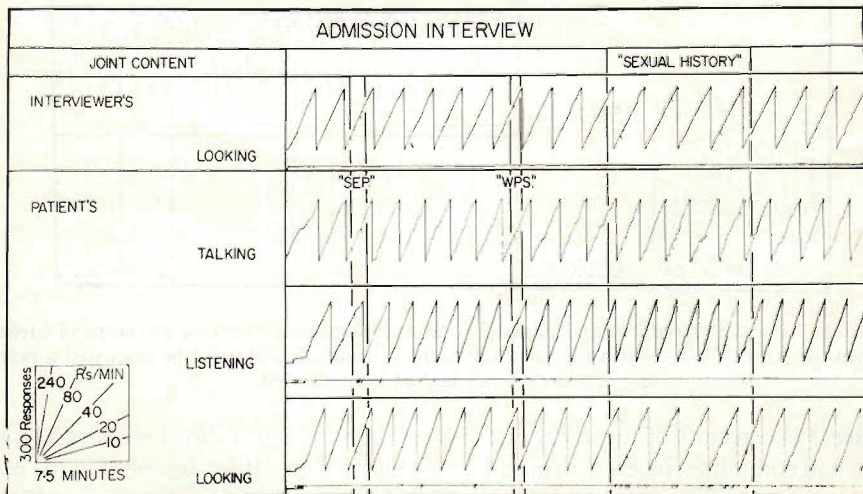 ADMISSION INTERVIEW
JOINT CONTENT
"SEXUAL HISTORY"
INTERVIEWER'S
LOOKING
"SEP."
"WPS."
PATIENT'S
TALKING
LISTENING
LOOKING
300 Responses
240
R's/MIN
80
40
20
10
7·5 MINUTES